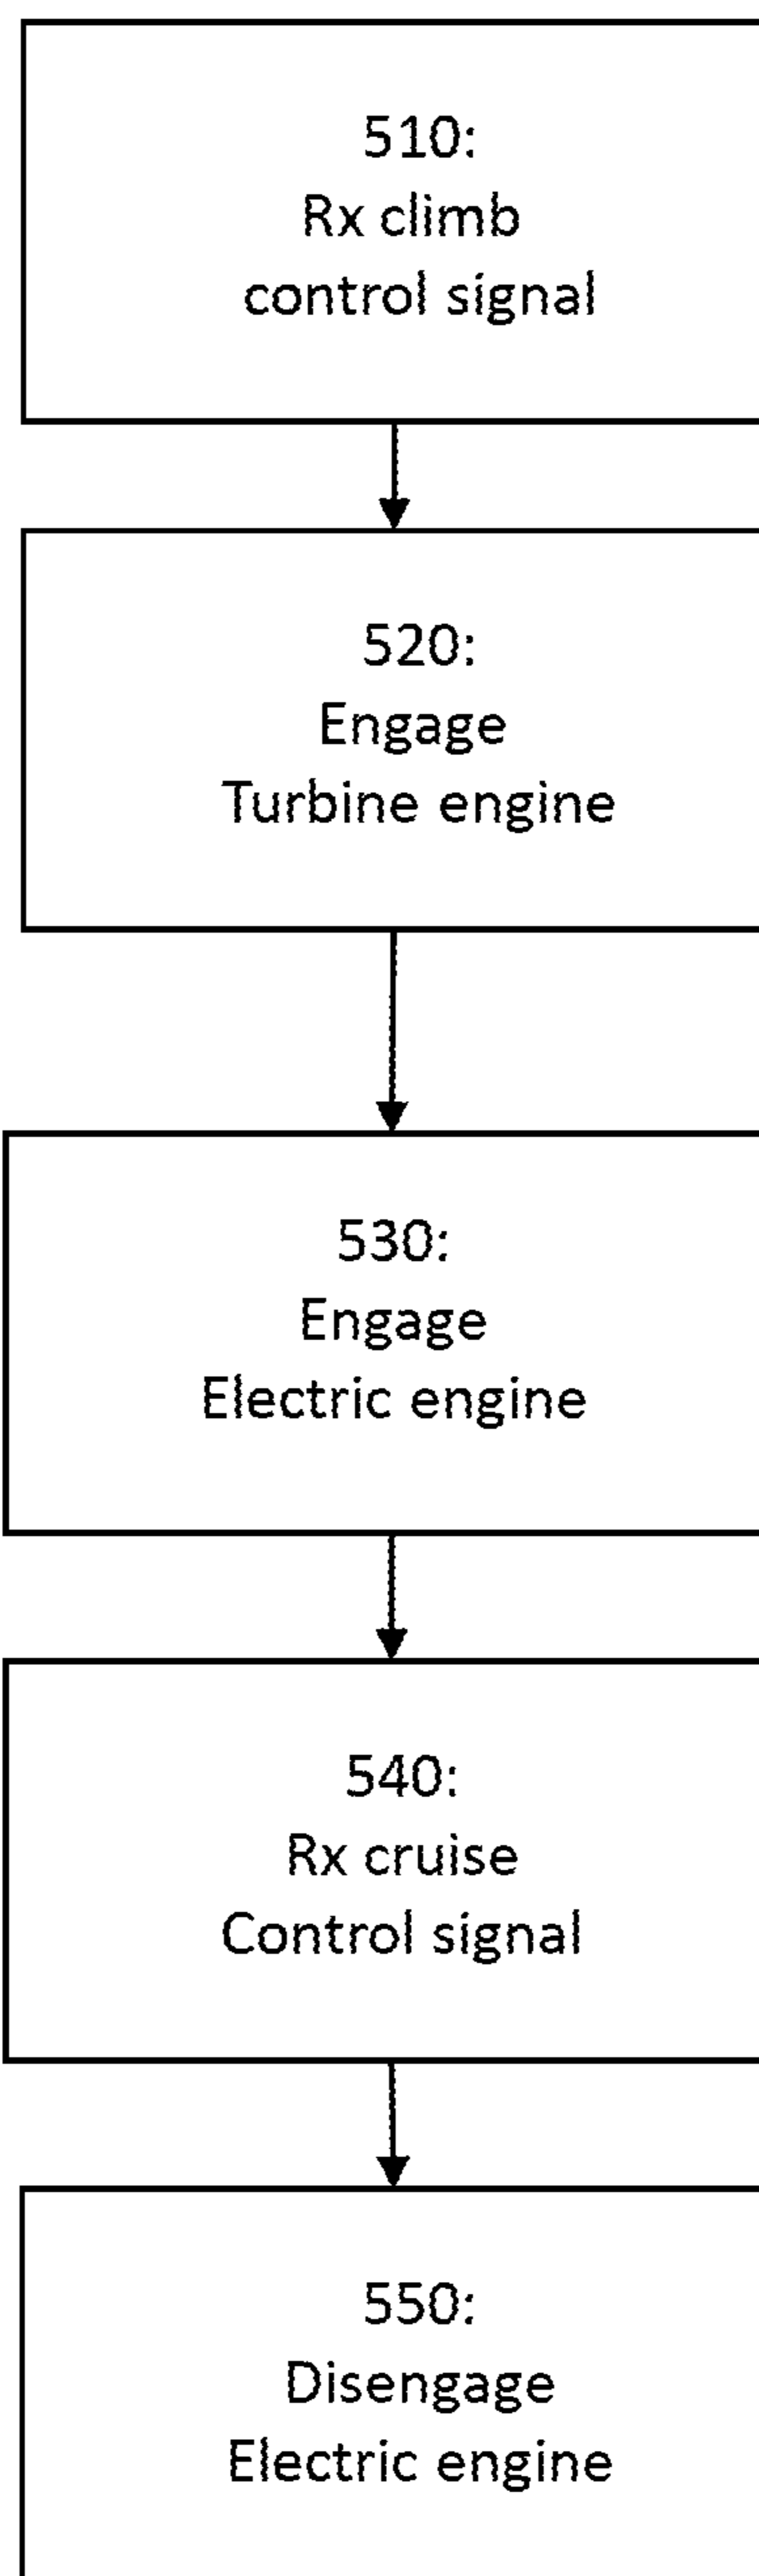 510:
Rx climb
control signal
520:
Engage
Turbine engine
530:
Engage
Electric engine
540:
Rx cruise
Control signal
550:
Disengage
Electric engine